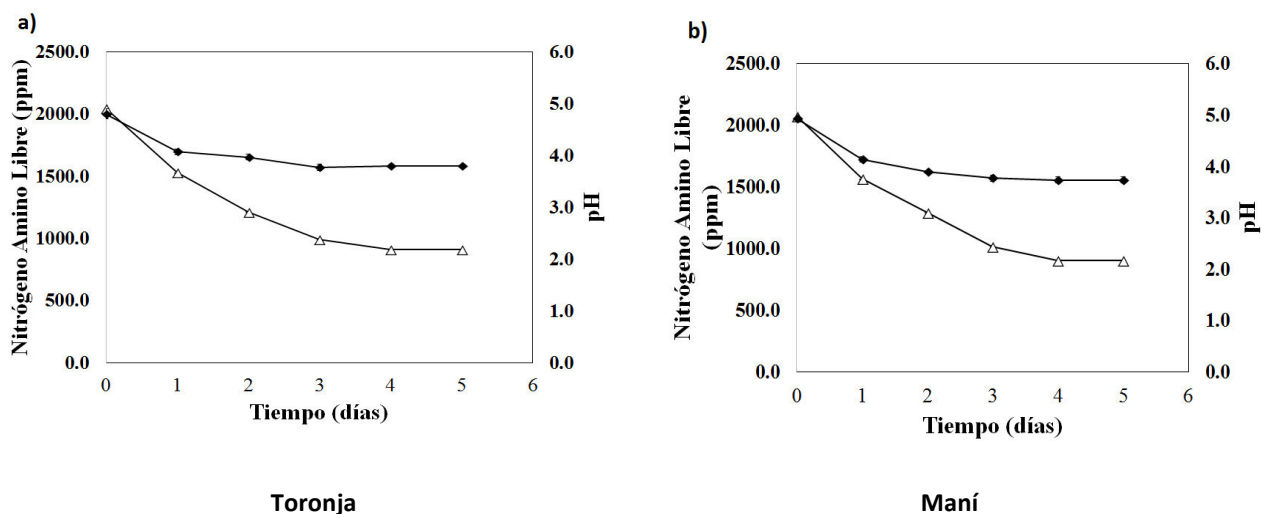 a)
Nitrógeno Amino Libre (ppm)
2500.0
2000.0
1500.0
1000.0
500.0
0.0
6.0
5.0
4.0
3.0
2.0
1.0
0.0
pH
0 1 2 3 4 5 6
Tiempo (días)
Toronja
b)
Nitrógeno Amino Libre
(ppm)
2500.0
2000.0
1500.0
1000.0
500.0
0.0
6.0
5.0
4.0
3.0
2.0
1.0
0.0
pH
0 1 2 3 4 5 6
Tiempo (días)
Maní